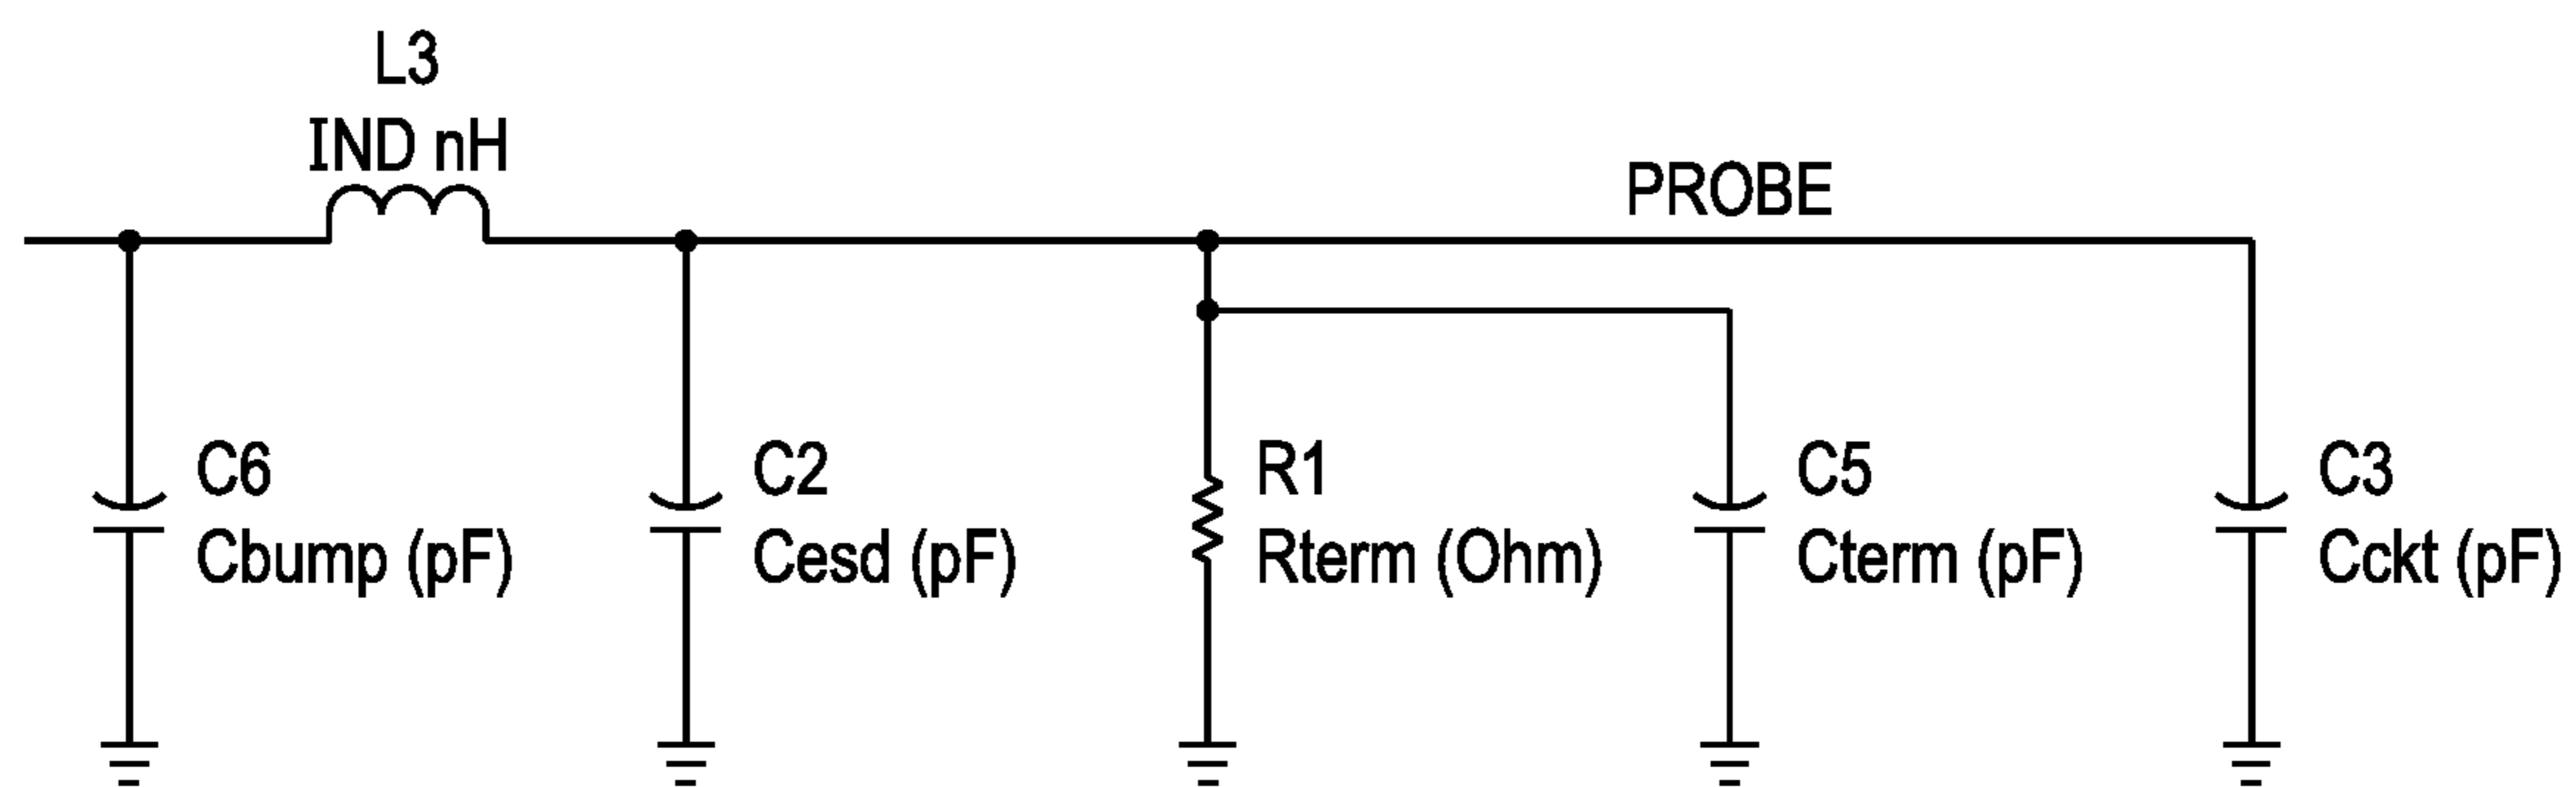 L3
IND nH
PROBE
C6
Cbump (pF)
C2
Cesd (pF)
R1
Rterm (Ohm)
C5
Cterm (pF)
C3
Cckt (pF)